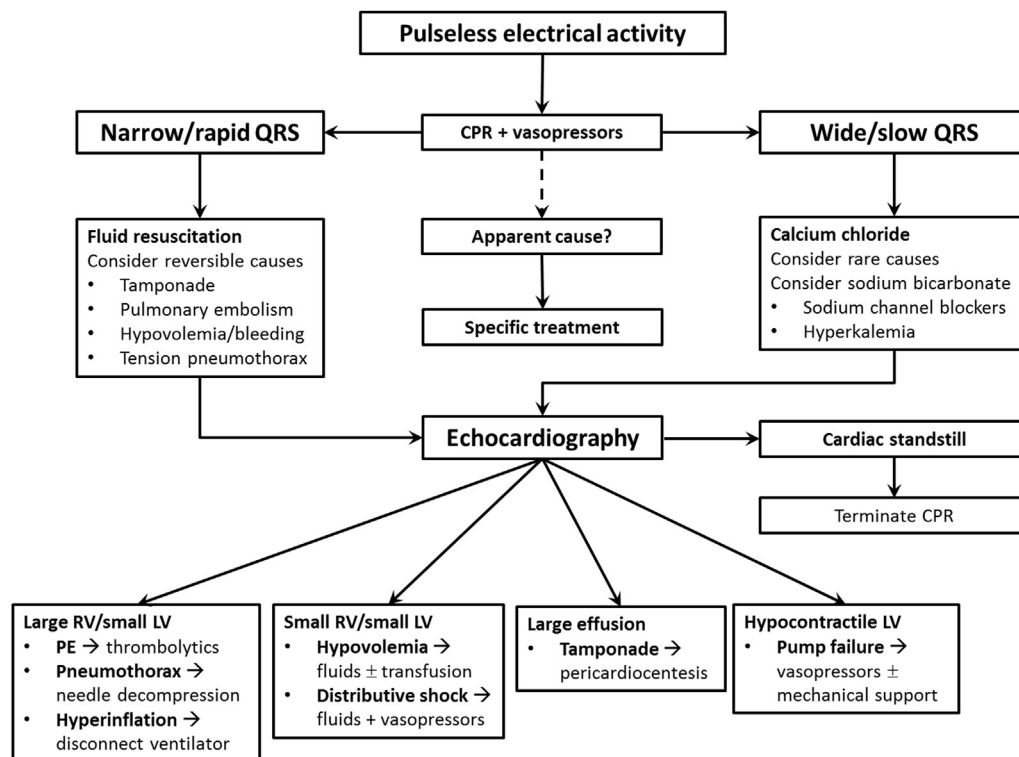 Pulseless electrical activity
Narrow/rapid QRS
CPR + vasopressors
Wide/slow QRS
Fluid resuscitation
Consider reversible causes
• Tamponade
• Pulmonary embolism
• Hypovolemia/bleeding
• Tension pneumothorax
Apparent cause?
Specific treatment
Calcium chloride
Consider rare causes
Consider sodium bicarbonate
• Sodium channel blockers
• Hyperkalemia
Echocardiography
Cardiac standstill
Terminate CPR
Large RV/small LV
• PE → thrombolytics
• Pneumothorax →
needle decompression
• Hyperinflation →
disconnect ventilator
Small RV/small LV
• Hypovolemia →
fluids ± transfusion
• Distributive shock →
fluids + vasopressors
Large effusion
• Tamponade →
pericardiocentesis
Hypocontractile LV
• Pump failure →
vasopressors ±
mechanical support